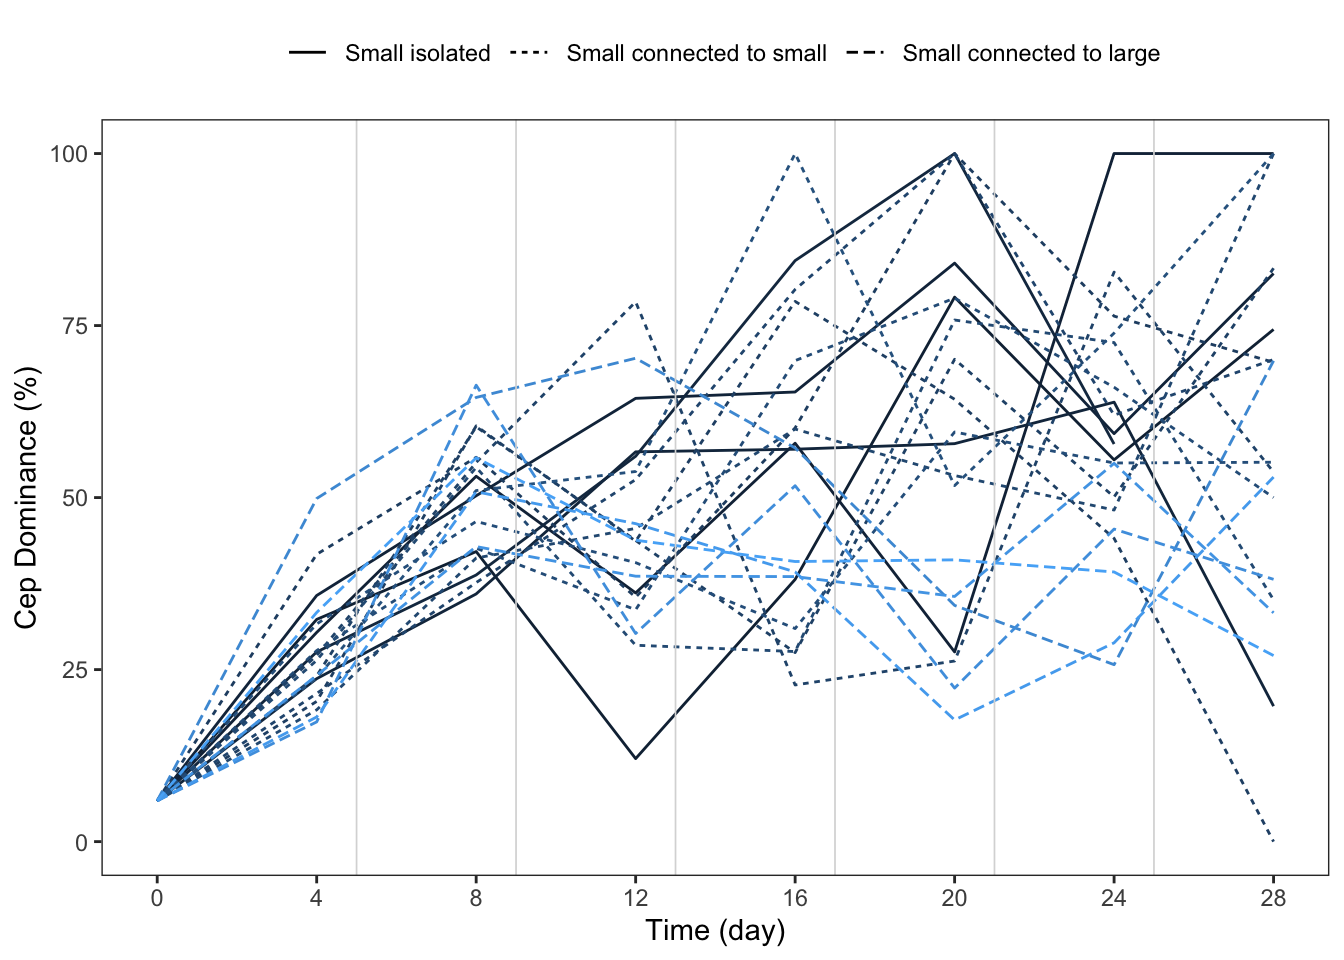 Small isolated Small connected to small Small connected to large
Cep Dominance (%)
100
75
50
25
0
0 4 8 12 16 20 24 28
Time (day)